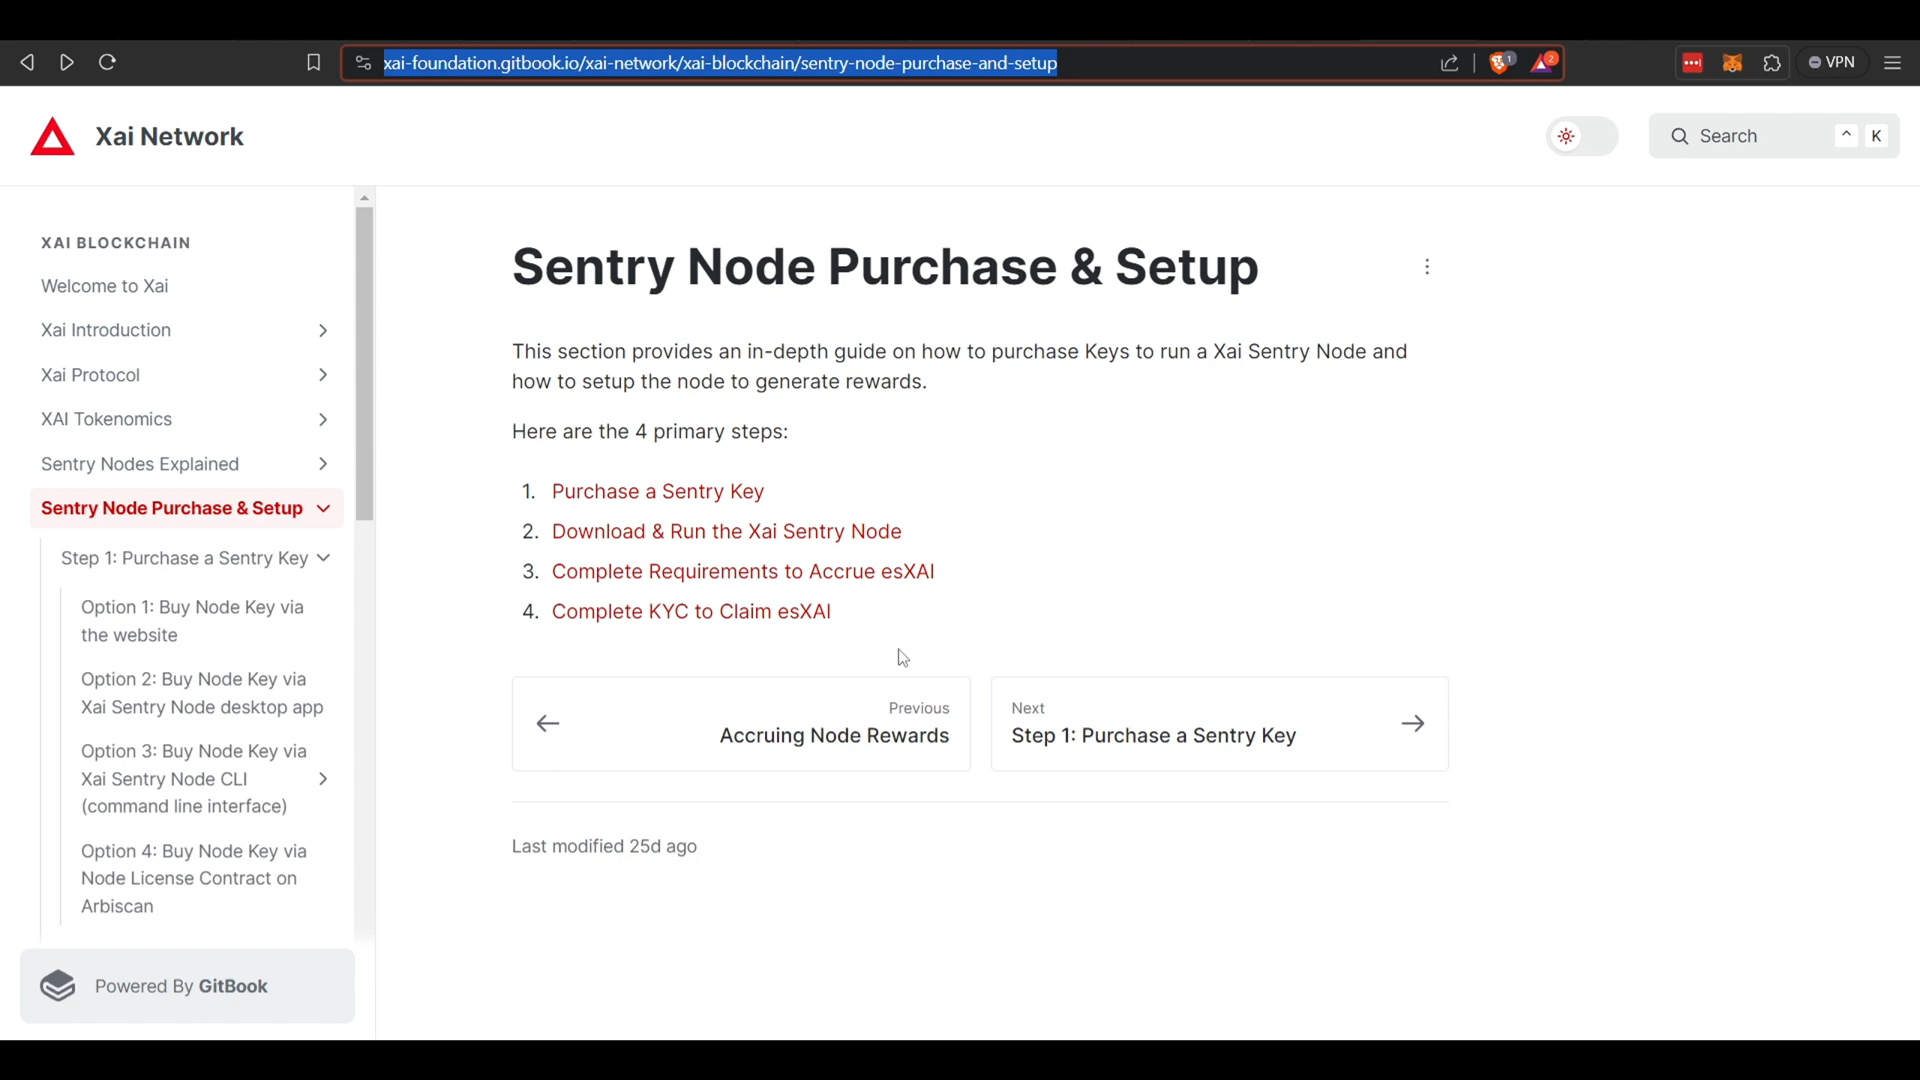 xai-foundation.gitbook.io/xai-network/xai-blockchain/sentry-node-purchase-and-setup
1
2
VPN
Xai Network
Search
^ K
XAI BLOCKCHAIN
Welcome to Xai
Xai Introduction
Xai Protocol
XAI Tokenomics
Sentry Nodes Explained
Sentry Node Purchase & Setup
Step 1: Purchase a Sentry Key
Option 1: Buy Node Key via
the website
Option 2: Buy Node Key via
Xai Sentry Node desktop app
Option 3: Buy Node Key via
Xai Sentry Node CLI
(command line interface)
Option 4: Buy Node Key via
Node License Contract on
Arbiscan
Powered By GitBook
Sentry Node Purchase & Setup
This section provides an in-depth guide on how to purchase Keys to run a Xai Sentry Node and
how to setup the node to generate rewards.
Here are the 4 primary steps:
1. Purchase a Sentry Key
2. Download & Run the Xai Sentry Node
3. Complete Requirements to Accrue esXAI
4. Complete KYC to Claim esXAI
Previous
Accruing Node Rewards
Next
Step 1: Purchase a Sentry Key
Last modified 25d ago